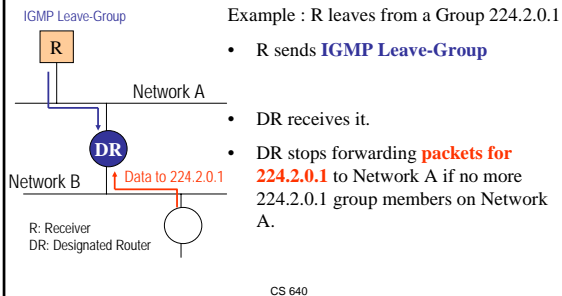 IGMP Leave-Group
R
Network A
DR
Network B
Data to 224.2.0.1
R: Receiver
DR: Designated Router
Example : R leaves from a Group 224.2.0.1
• R sends IGMP Leave-Group
• DR receives it.
• DR stops forwarding packets for
224.2.0.1 to Network A if no more
224.2.0.1 group members on Network
A.
CS 640